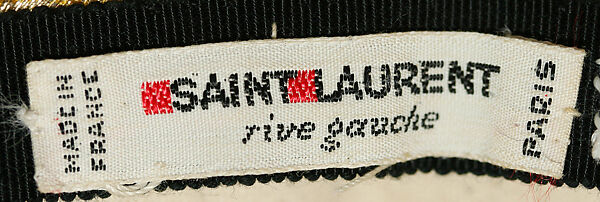 MADE IN
FRANCE
SAINT LAURENT
rive gauche
PARIS